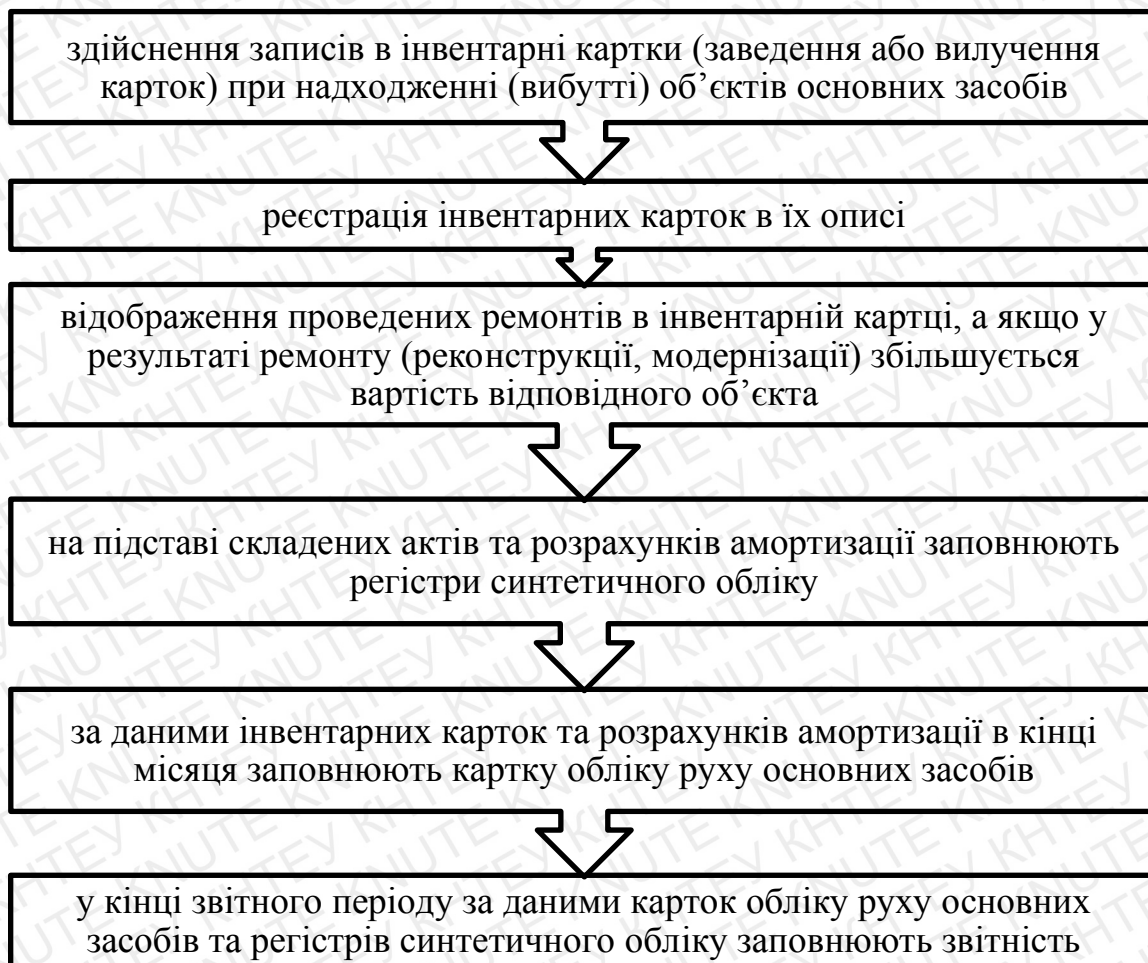 здійснення записів в інвентарні картки (заведення або вилучення
карток) при надходженні (вибутті) об’єктів основних засобів
реєстрація інвентарних карток в їх описі
відображення проведених ремонтів в інвентарній картці, а якщо у
результаті ремонту (реконструкції, модернізації) збільшується
вартість відповідного об’єкта
на підставі складених актів та розрахунків амортизації заповнюють
регістри синтетичного обліку
за даними інвентарних карток та розрахунків амортизації в кінці
місяця заповнюють картку обліку руху основних засобів
у кінці звітного періоду за даними карток обліку руху основних
засобів та регістрів синтетичного обліку заповнюють звітність